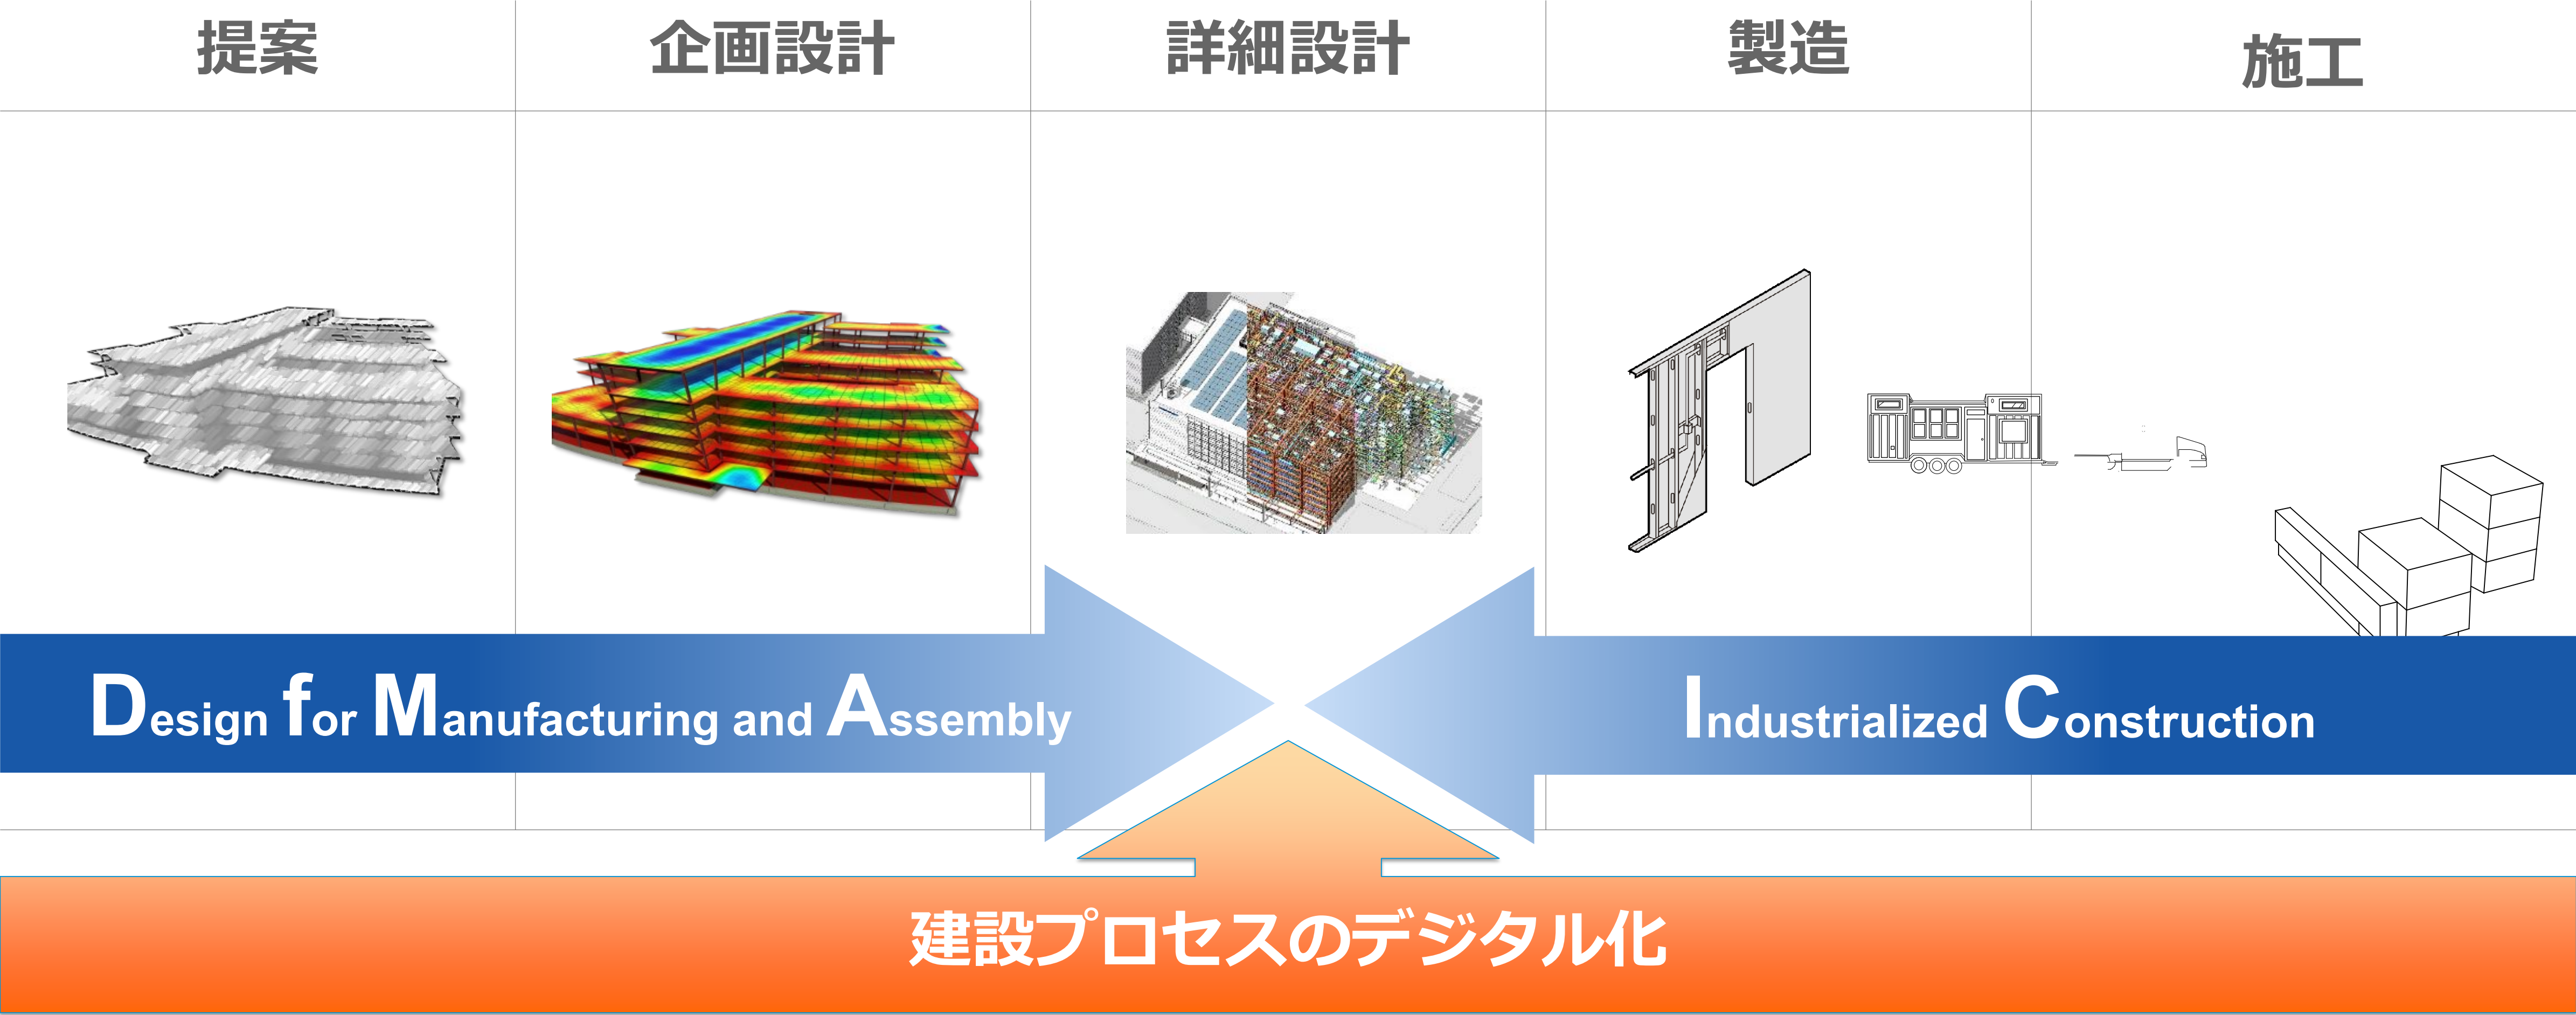 提案
企画設計
詳細設計
製造
施工
Design for Manufacturing and Assembly
Industrialized Construction
建設プロセスのデジタル化